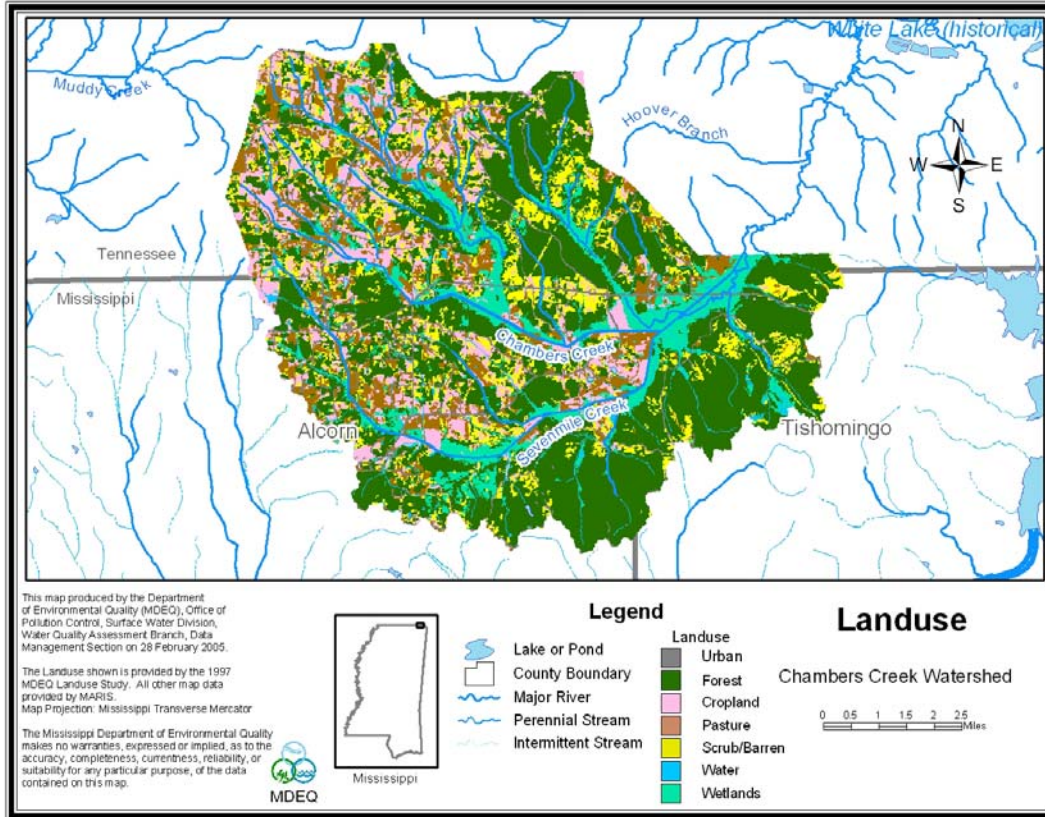 White Lake (historical)
Muddy Creek
Hoover Branch
N
W E
S
Tennessee
Mississippi
Chambers Creek
Alcorn
Sevenmile Creek
Tishomingo
This map produced by the Department
of Environmental Quality (MDEQ), Office of
Pollution Control, Surface Water Division,
Water Quality Assessment Branch, Data
Management Section on 28 February 2005.
The Landuse shown is provided by the 1997
MDEQ Landuse Study. All other map data
provided by MARIS.
Map Projection: Mississippi Transverse Mercator
The Mississippi Department of Environmental Quality
makes no warranties, expressed or implied, as to the
accuracy, completeness, currentness, reliability, or
suitability for any particular purpose, of the data
contained on this map.
MDEQ
Mississippi
Legend
Lake or Pond
County Boundary
Major River
Perennial Stream
Intermittent Stream
Landuse
Urban
Forest
Cropland
Pasture
Scrub/Barren
Water
Wetlands
Landuse
Chambers Creek Watershed
0 0.5 1 1.5 2 2.5
Miles